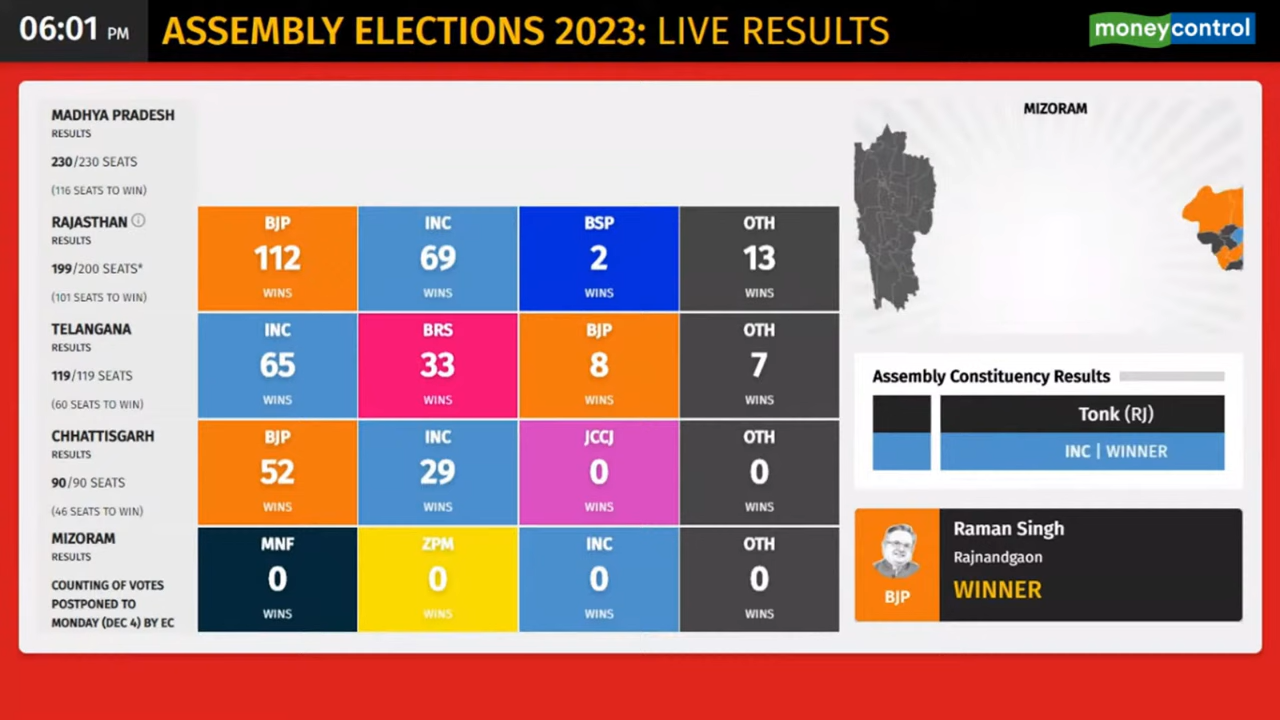 06:01 PM
ASSEMBLY ELECTIONS 2023: LIVE RESULTS
moneycontrol
MADHYA PRADESH
RESULTS
230/230 SEATS
(116 SEATS TO WIN)
RAJASTHAN ⓘ
RESULTS
199/200 SEATS*
(101 SEATS TO WIN)
BJP INC BSP OTH
112 69 2 13
WINS WINS WINS WINS
TELANGANA
RESULTS
119/119 SEATS
(60 SEATS TO WIN)
INC BRS BJP OTH
65 33 8 7
WINS WINS WINS WINS
CHHATTISGARH
RESULTS
90/90 SEATS
(46 SEATS TO WIN)
BJP INC JCCJ OTH
52 29 0 0
WINS WINS WINS WINS
MIZORAM
RESULTS
COUNTING OF VOTES
POSTPONED TO
MONDAY (DEC 4) BY EC
MNF ZPM INC OTH
0 0 0 0
WINS WINS WINS WINS
MIZORAM
Assembly Constituency Results
Tonk (RJ)
INC | WINNER
BJP
Raman Singh
Rajnandgaon
WINNER